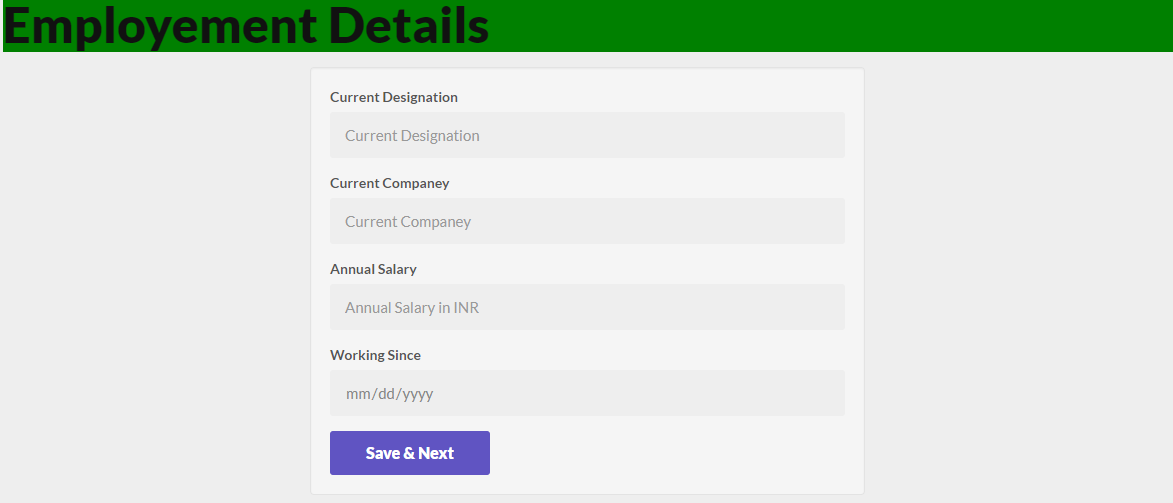 Employement Details
Current Designation
Current Designation
Current Companey
Current Companey
Annual Salary
Annual Salary in INR
Working Since
mm/dd/yyyy
Save & Next